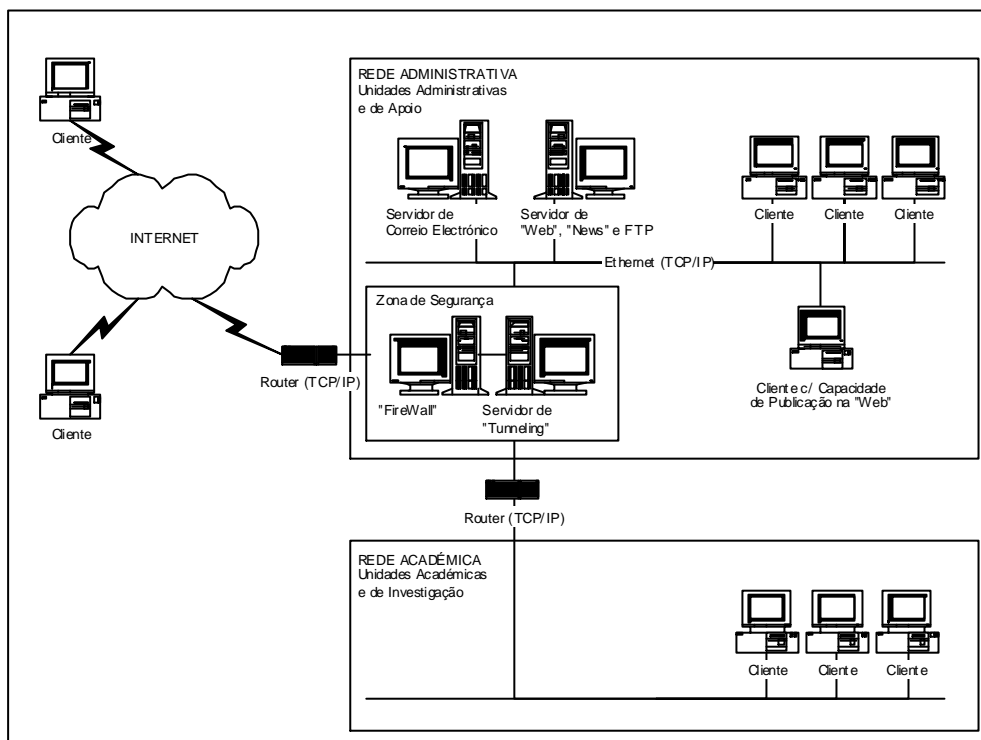 Cliente
INTERNET
Cliente
Router (TCP/IP)
REDE ADMINISTRATIVA
Unidades Administrativas
e de Apoio
Servidor de
Correio Electrónico
Servidor de
"Web", "News" e FTP
Cliente
Cliente
Cliente
Ethernet (TCP/IP)
Zona de Segurança
"FireWall"
Servidor de
"Tunneling"
Cliente c/ Capacidade
de Publicação na "Web"
Router (TCP/IP)
REDE ACADÉMICA
Unidades Académicas
e de Investigação
Cliente
Cliente
Cliente